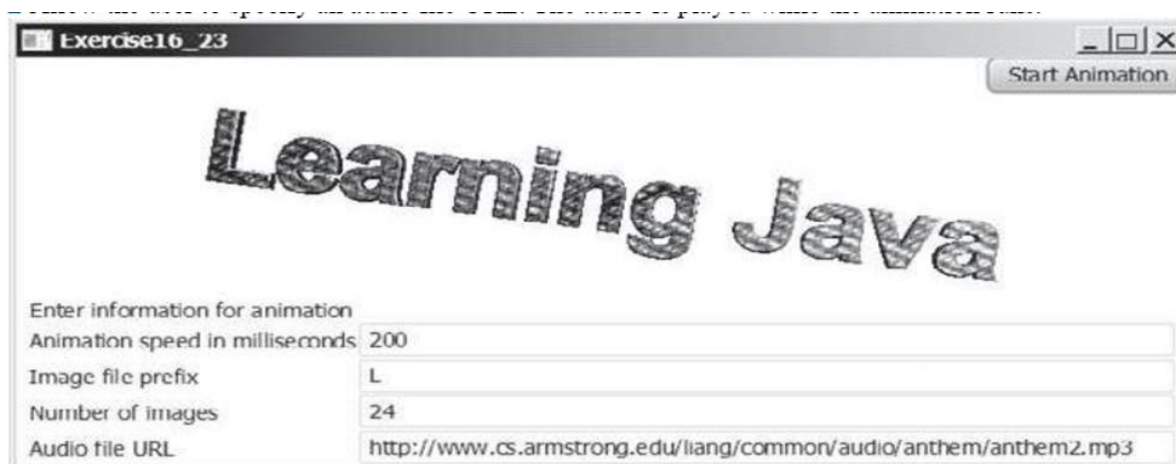 Exercise16_23
Start Animation
Learning Java
Enter information for animation
Animation speed in milliseconds 200
Image file prefix L
Number of images 24
Audio file URL http://www.cs.armstrong.edu/liang/common/audio/anthem/anthem2.mp3